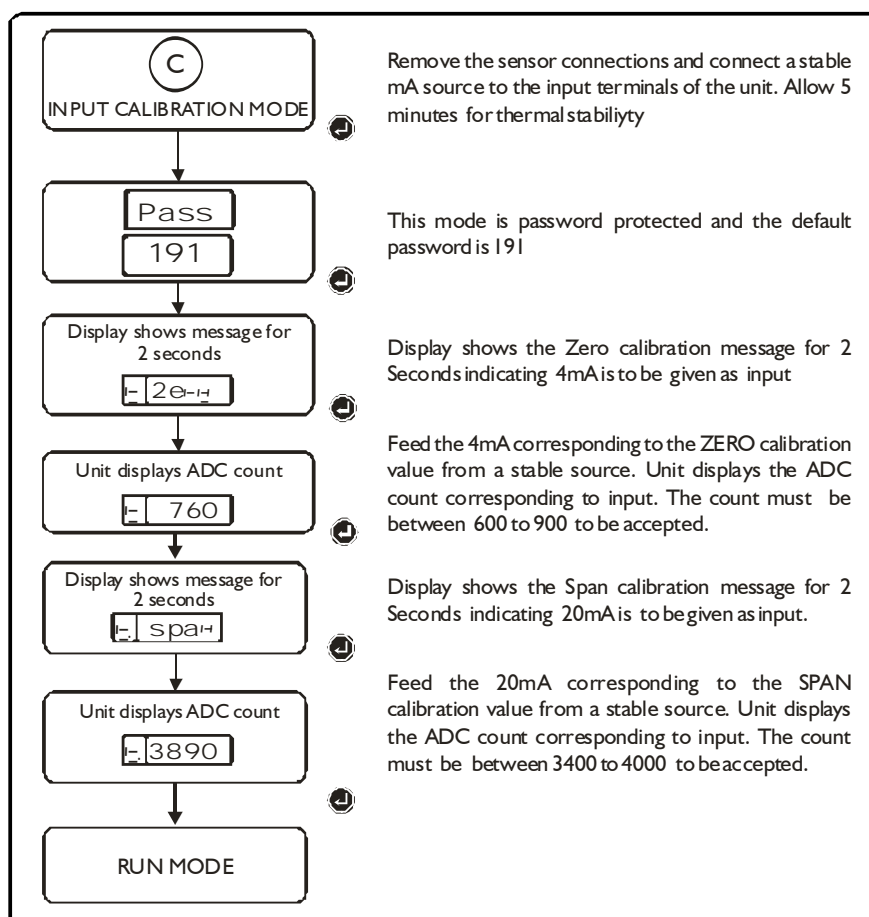 C
INPUT CALIBRATION MODE
Remove the sensor connections and connect a stable
mA source to the input terminals of the unit. Allow 5
minutes for thermal stabiliyty
Pass
191
This mode is password protected and the default
password is 191
Display shows message for
2 seconds
Display shows the Zero calibration message for 2
Seconds indicating 4mA is to be given as input
Unit displays ADC count
760
Feed the 4mA corresponding to the ZERO calibration
value from a stable source. Unit displays the ADC
count corresponding to input. The count must be
between 600 to 900 to be accepted.
Display shows message for
2 seconds
Display shows the Span calibration message for 2
Seconds indicating 20mA is to be given as input.
Unit displays ADC count
3890
Feed the 20mA corresponding to the SPAN
calibration value from a stable source. Unit displays
the ADC count corresponding to input. The count
must be between 3400 to 4000 to be accepted.
RUN MODE